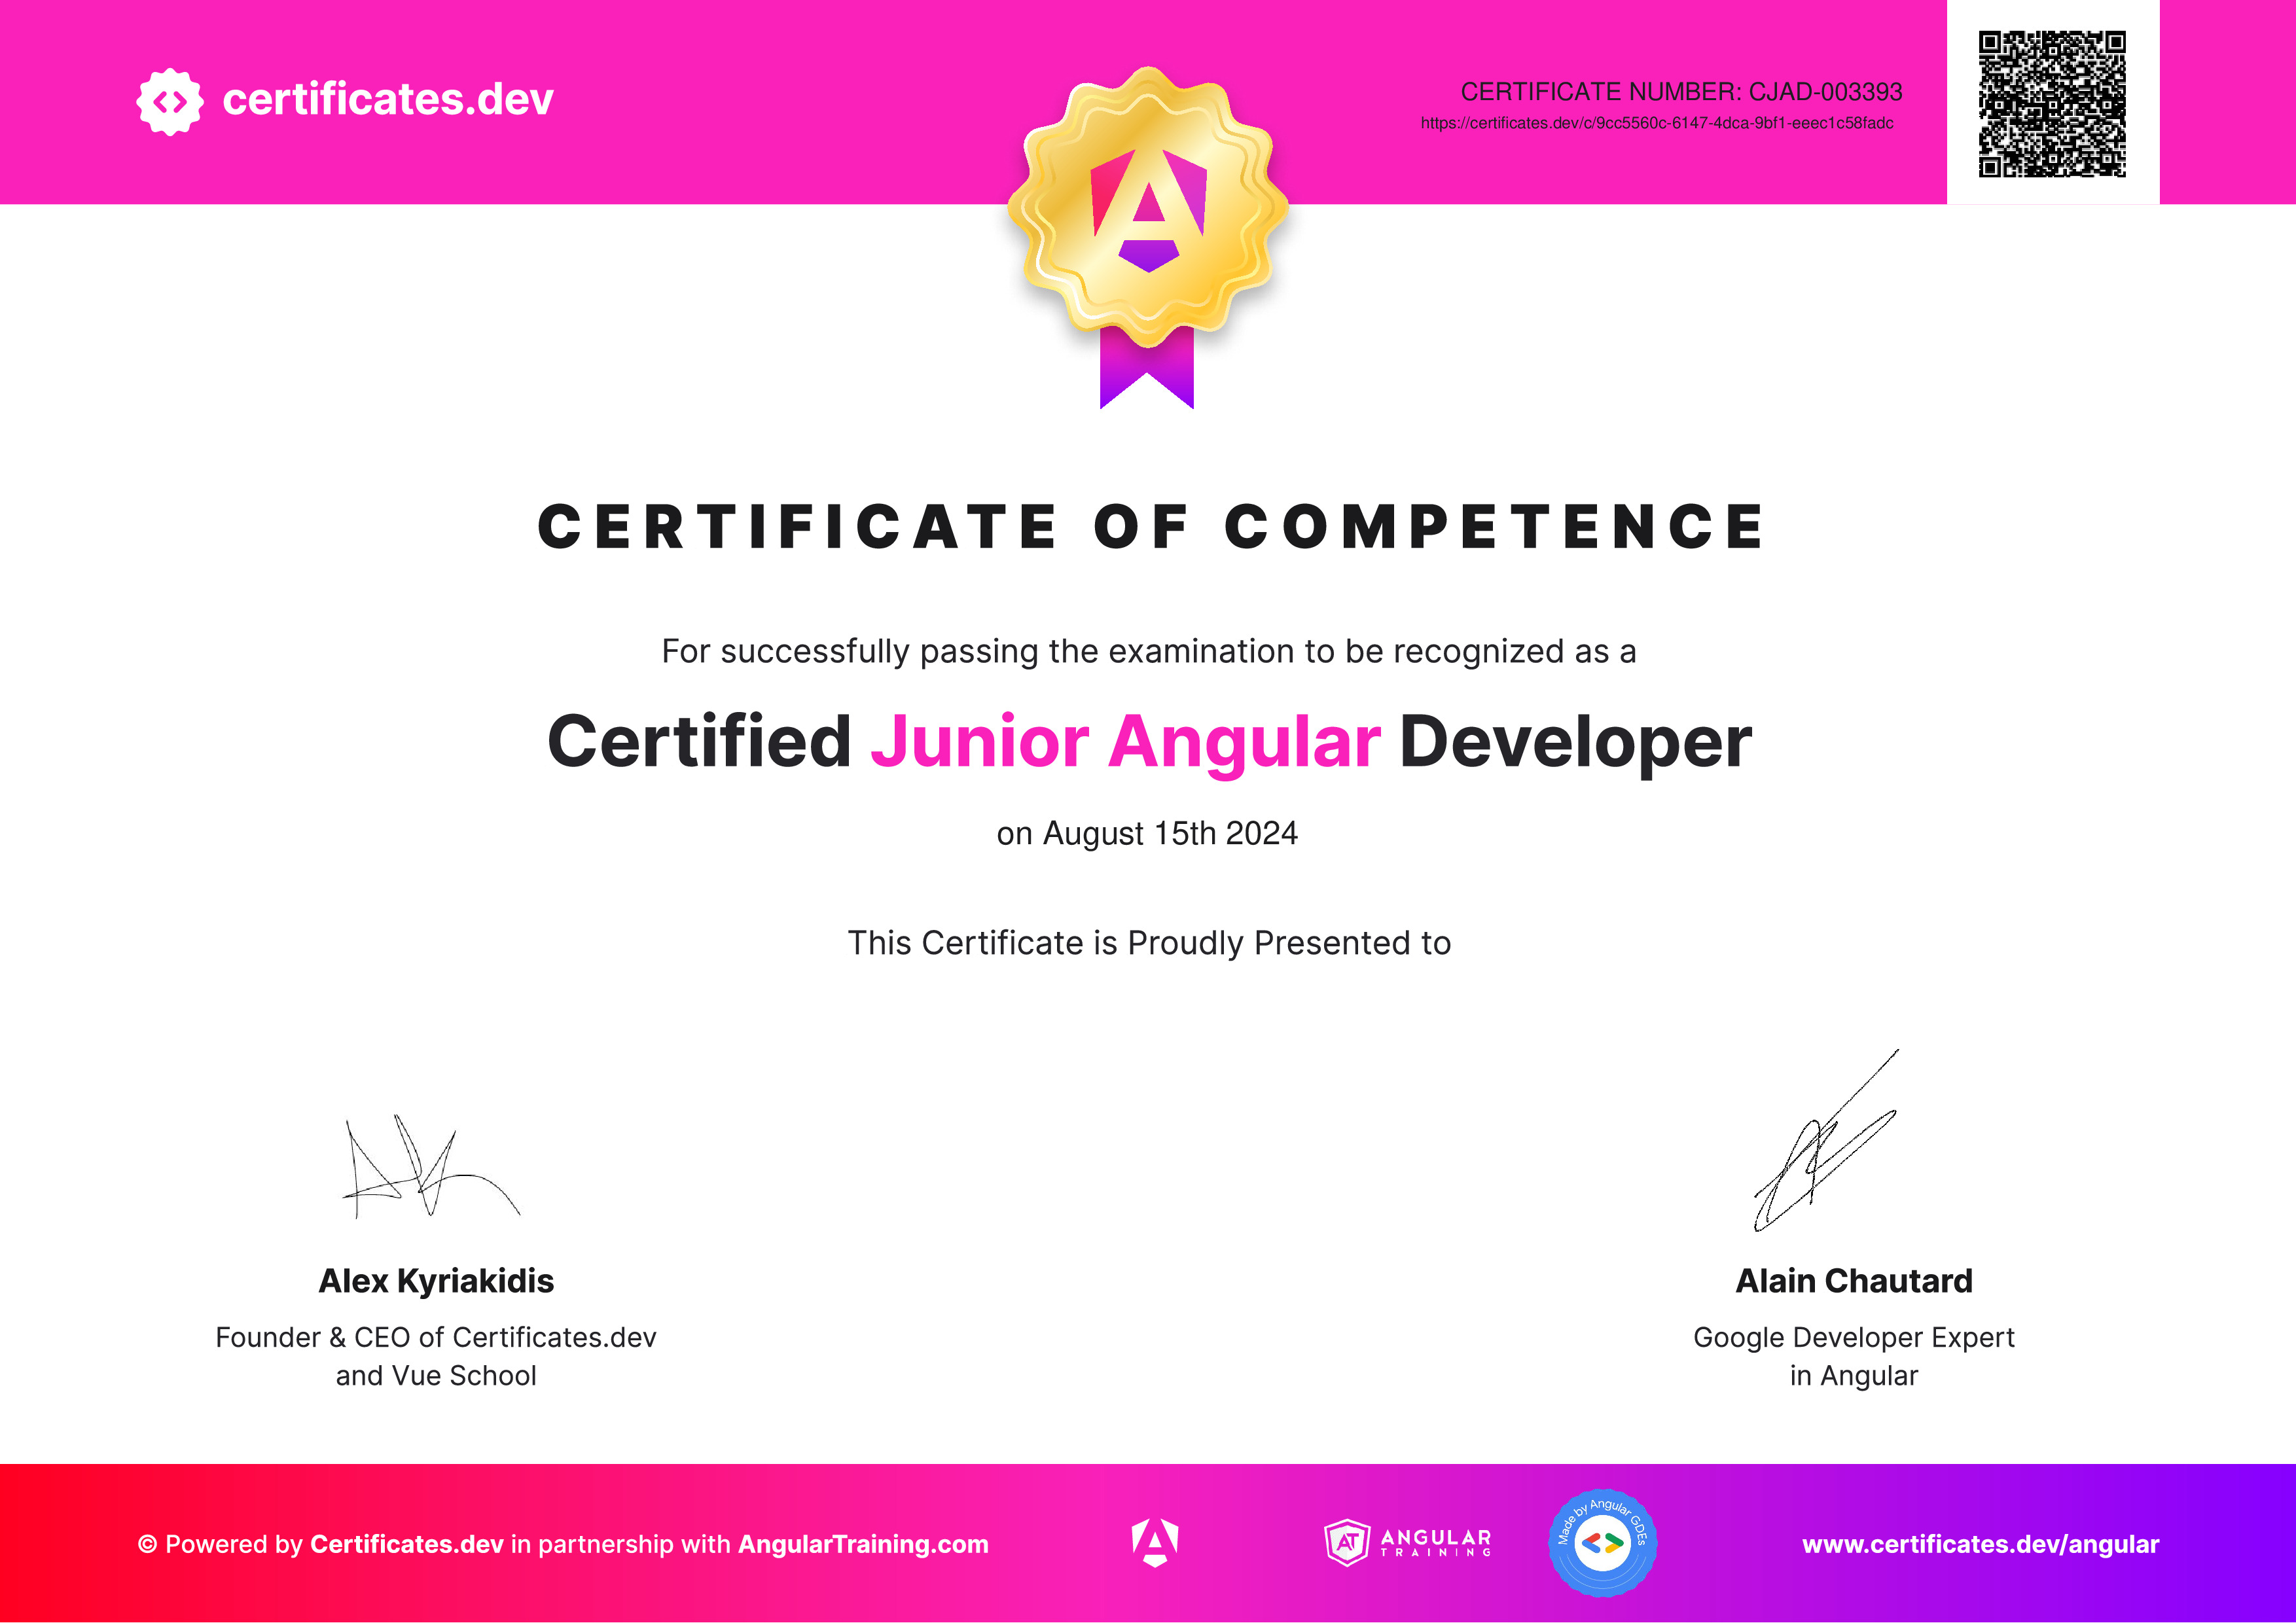 certificates.dev
CERTIFICATE NUMBER: CJAD-003393
https://certificates.dev/c/9cc5560c-6147-4dca-9bf1-eeec1c58fadc
CERTIFICATE OF COMPETENCE
For successfully passing the examination to be recognized as a
Certified Junior Angular Developer
on August 15th 2024
This Certificate is Proudly Presented to
Alex Kyriakidis
Founder & CEO of Certificates.dev
and Vue School
Alain Chautard
Google Developer Expert
in Angular
© Powered by Certificates.dev in partnership with AngularTraining.com
AT
ANGULAR
TRAINING
Made by Angular GDEs
www.certificates.dev/angular